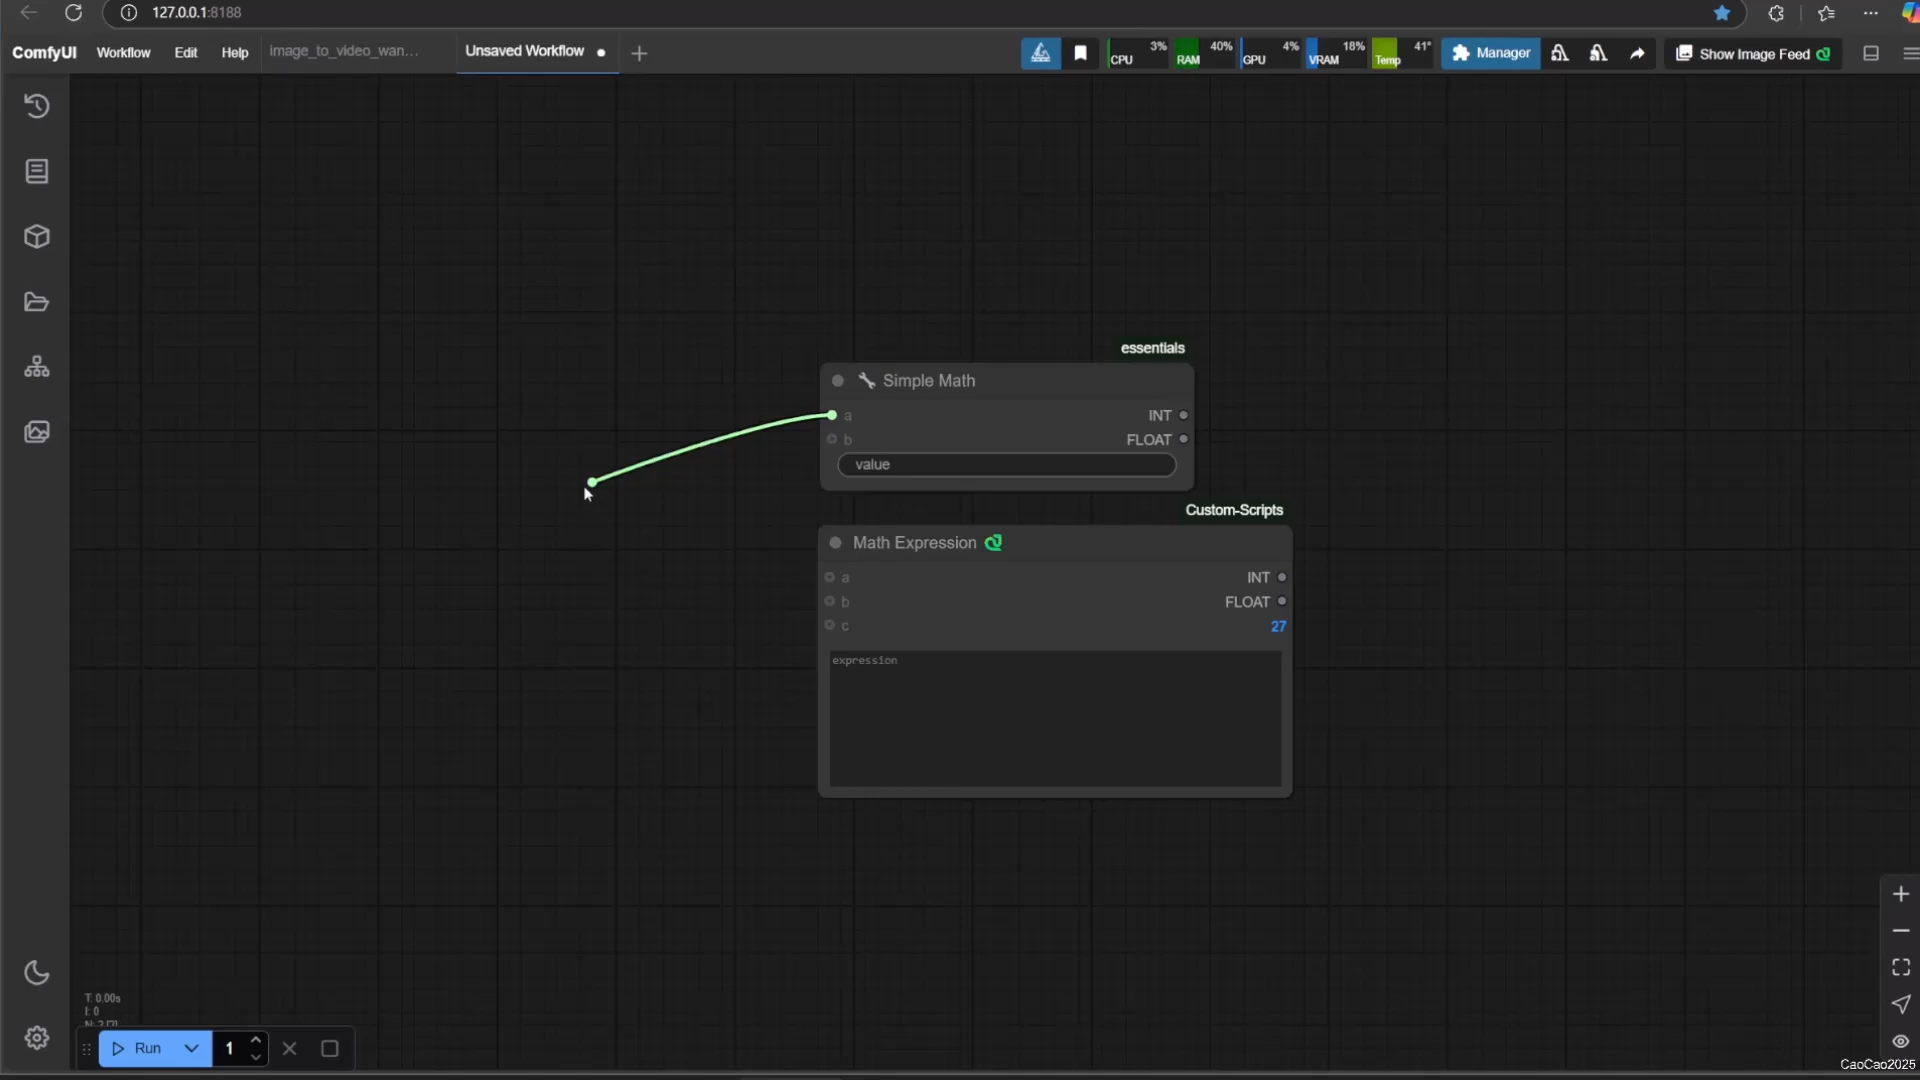 127.0.0.1:8188
ComfyUI Workflow Edit Help image_to_video_wan... Unsaved Workflow
CPU 3% RAM 40% GPU 4% VRAM 18% Temp 41° Manager Show Image Feed
essentials
Simple Math
a INT
b FLOAT
value
Custom-Scripts
Math Expression
a INT
b FLOAT
c 27
expression
T: 0.00s
I: 0
Run 1
CaoCao2025